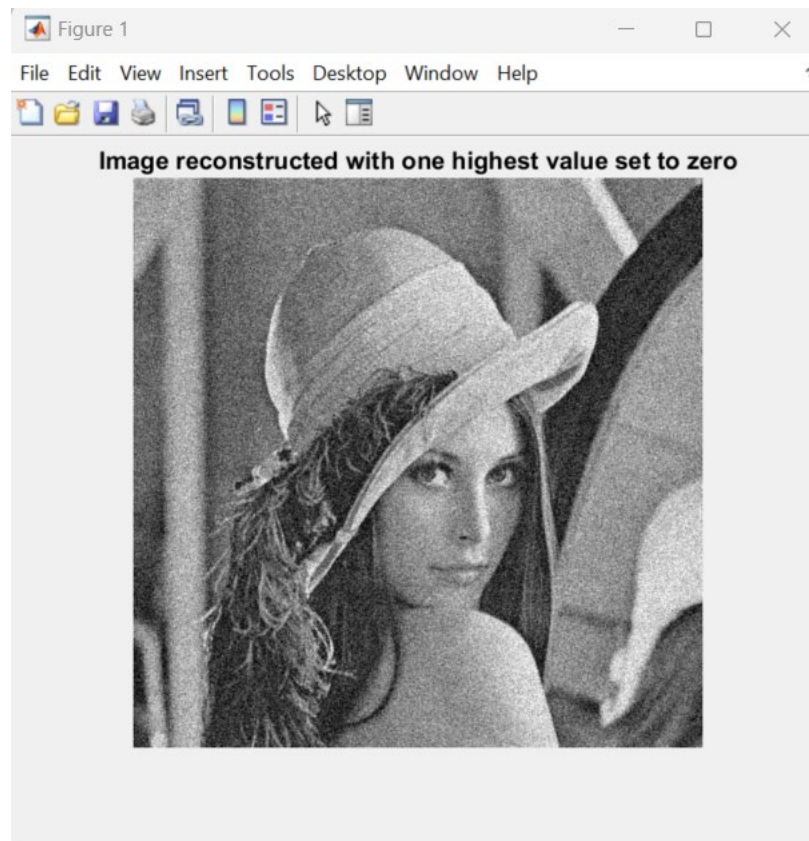 Figure 1
File Edit View Insert Tools Desktop Window Help
Image reconstructed with one highest value set to zero